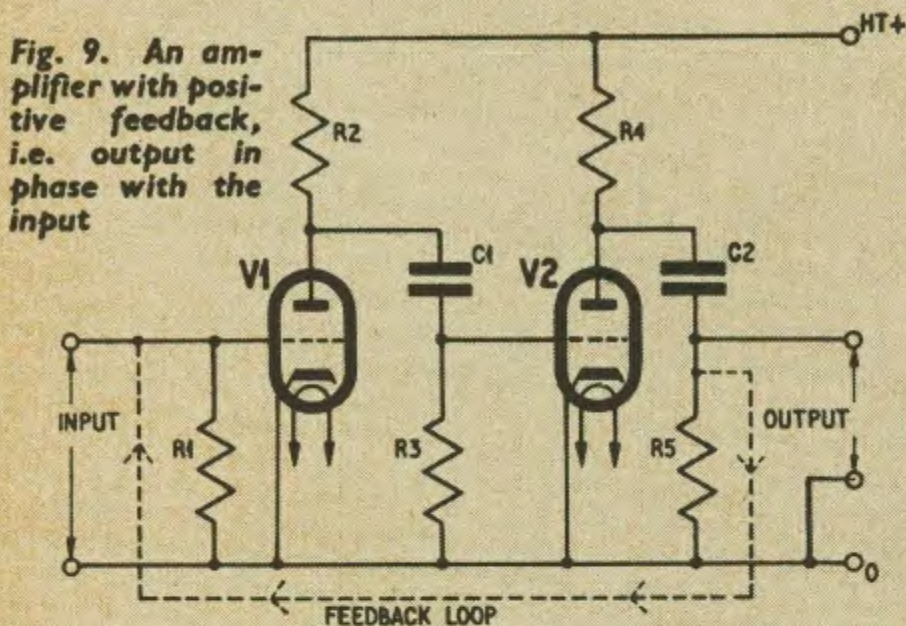 Fig. 9. An am-
plifier with posi-
tive feedback,
i.e. output in
phase with the
input
HT+
R2
R4
V1
C1
V2
C2
INPUT
R1
R3
R5
OUTPUT
0
FEEDBACK LOOP